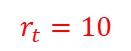 r_t = 10